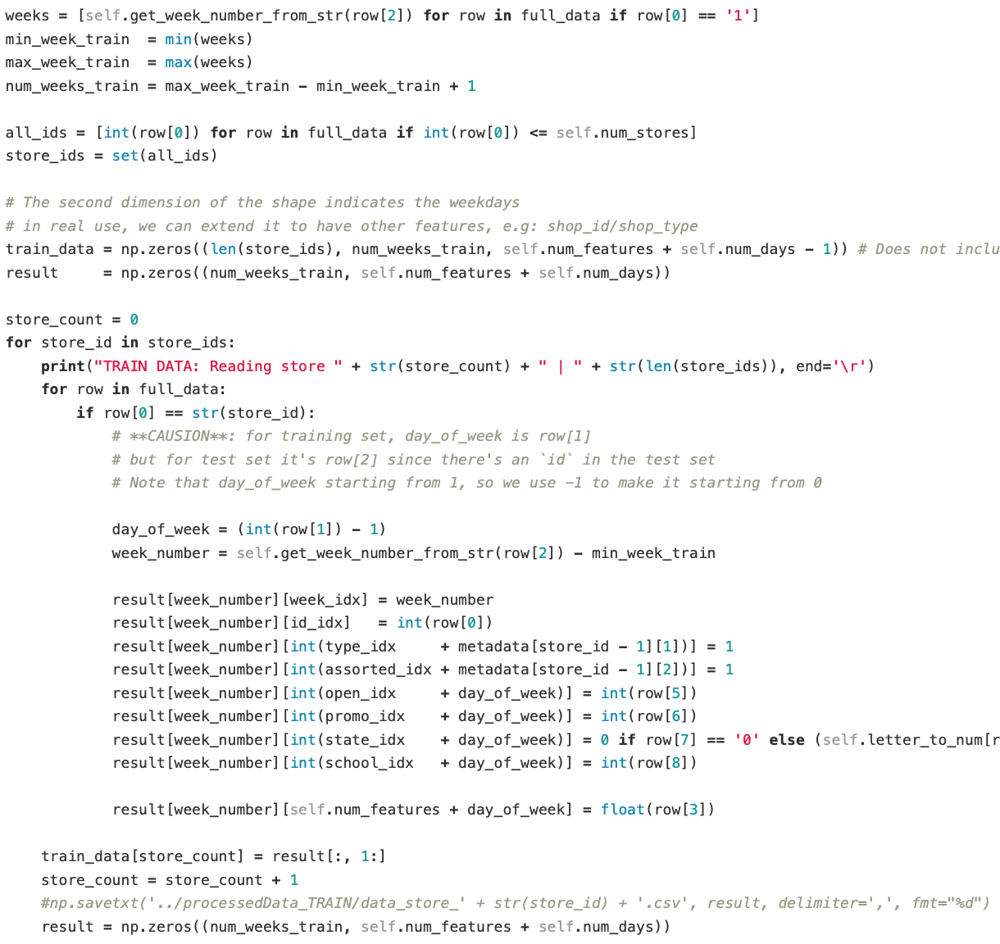 weeks = [self.get_week_number_from_str(row[2]) for row in full_data if row[0] == '1']
min_week_train  = min(weeks)
max_week_train  = max(weeks)
num_weeks_train = max_week_train - min_week_train + 1

all_ids = [int(row[0]) for row in full_data if int(row[0]) <= self.num_stores]
store_ids = set(all_ids)

# The second dimension of the shape indicates the weekdays
# in real use, we can extend it to have other features, e.g: shop_id/shop_type
train_data = np.zeros((len(store_ids), num_weeks_train, self.num_features + self.num_days - 1)) # Does not inclu
result     = np.zeros((num_weeks_train, self.num_features + self.num_days))

store_count = 0
for store_id in store_ids:
    print("TRAIN DATA: Reading store " + str(store_count) + " | " + str(len(store_ids)), end='\r')
    for row in full_data:
        if row[0] == str(store_id):
            # **CAUSION**: for training set, day_of_week is row[1]
            # but for test set it's row[2] since there's an `id` in the test set
            # Note that day_of_week starting from 1, so we use -1 to make it starting from 0

            day_of_week = (int(row[1]) - 1)
            week_number = self.get_week_number_from_str(row[2]) - min_week_train

            result[week_number][week_idx] = week_number
            result[week_number][id_idx]   = int(row[0])
            result[week_number][int(type_idx     + metadata[store_id - 1][1])] = 1
            result[week_number][int(assorted_idx + metadata[store_id - 1][2])] = 1
            result[week_number][int(open_idx     + day_of_week)] = int(row[5])
            result[week_number][int(promo_idx    + day_of_week)] = int(row[6])
            result[week_number][int(state_idx    + day_of_week)] = 0 if row[7] == '0' else (self.letter_to_num[r
            result[week_number][int(school_idx   + day_of_week)] = int(row[8])

            result[week_number][self.num_features + day_of_week] = float(row[3])

    train_data[store_count] = result[:, 1:]
    store_count = store_count + 1
    #np.savetxt('../processedData_TRAIN/data_store_' + str(store_id) + '.csv', result, delimiter=',', fmt="%d")
    result = np.zeros((num_weeks_train, self.num_features + self.num_days))